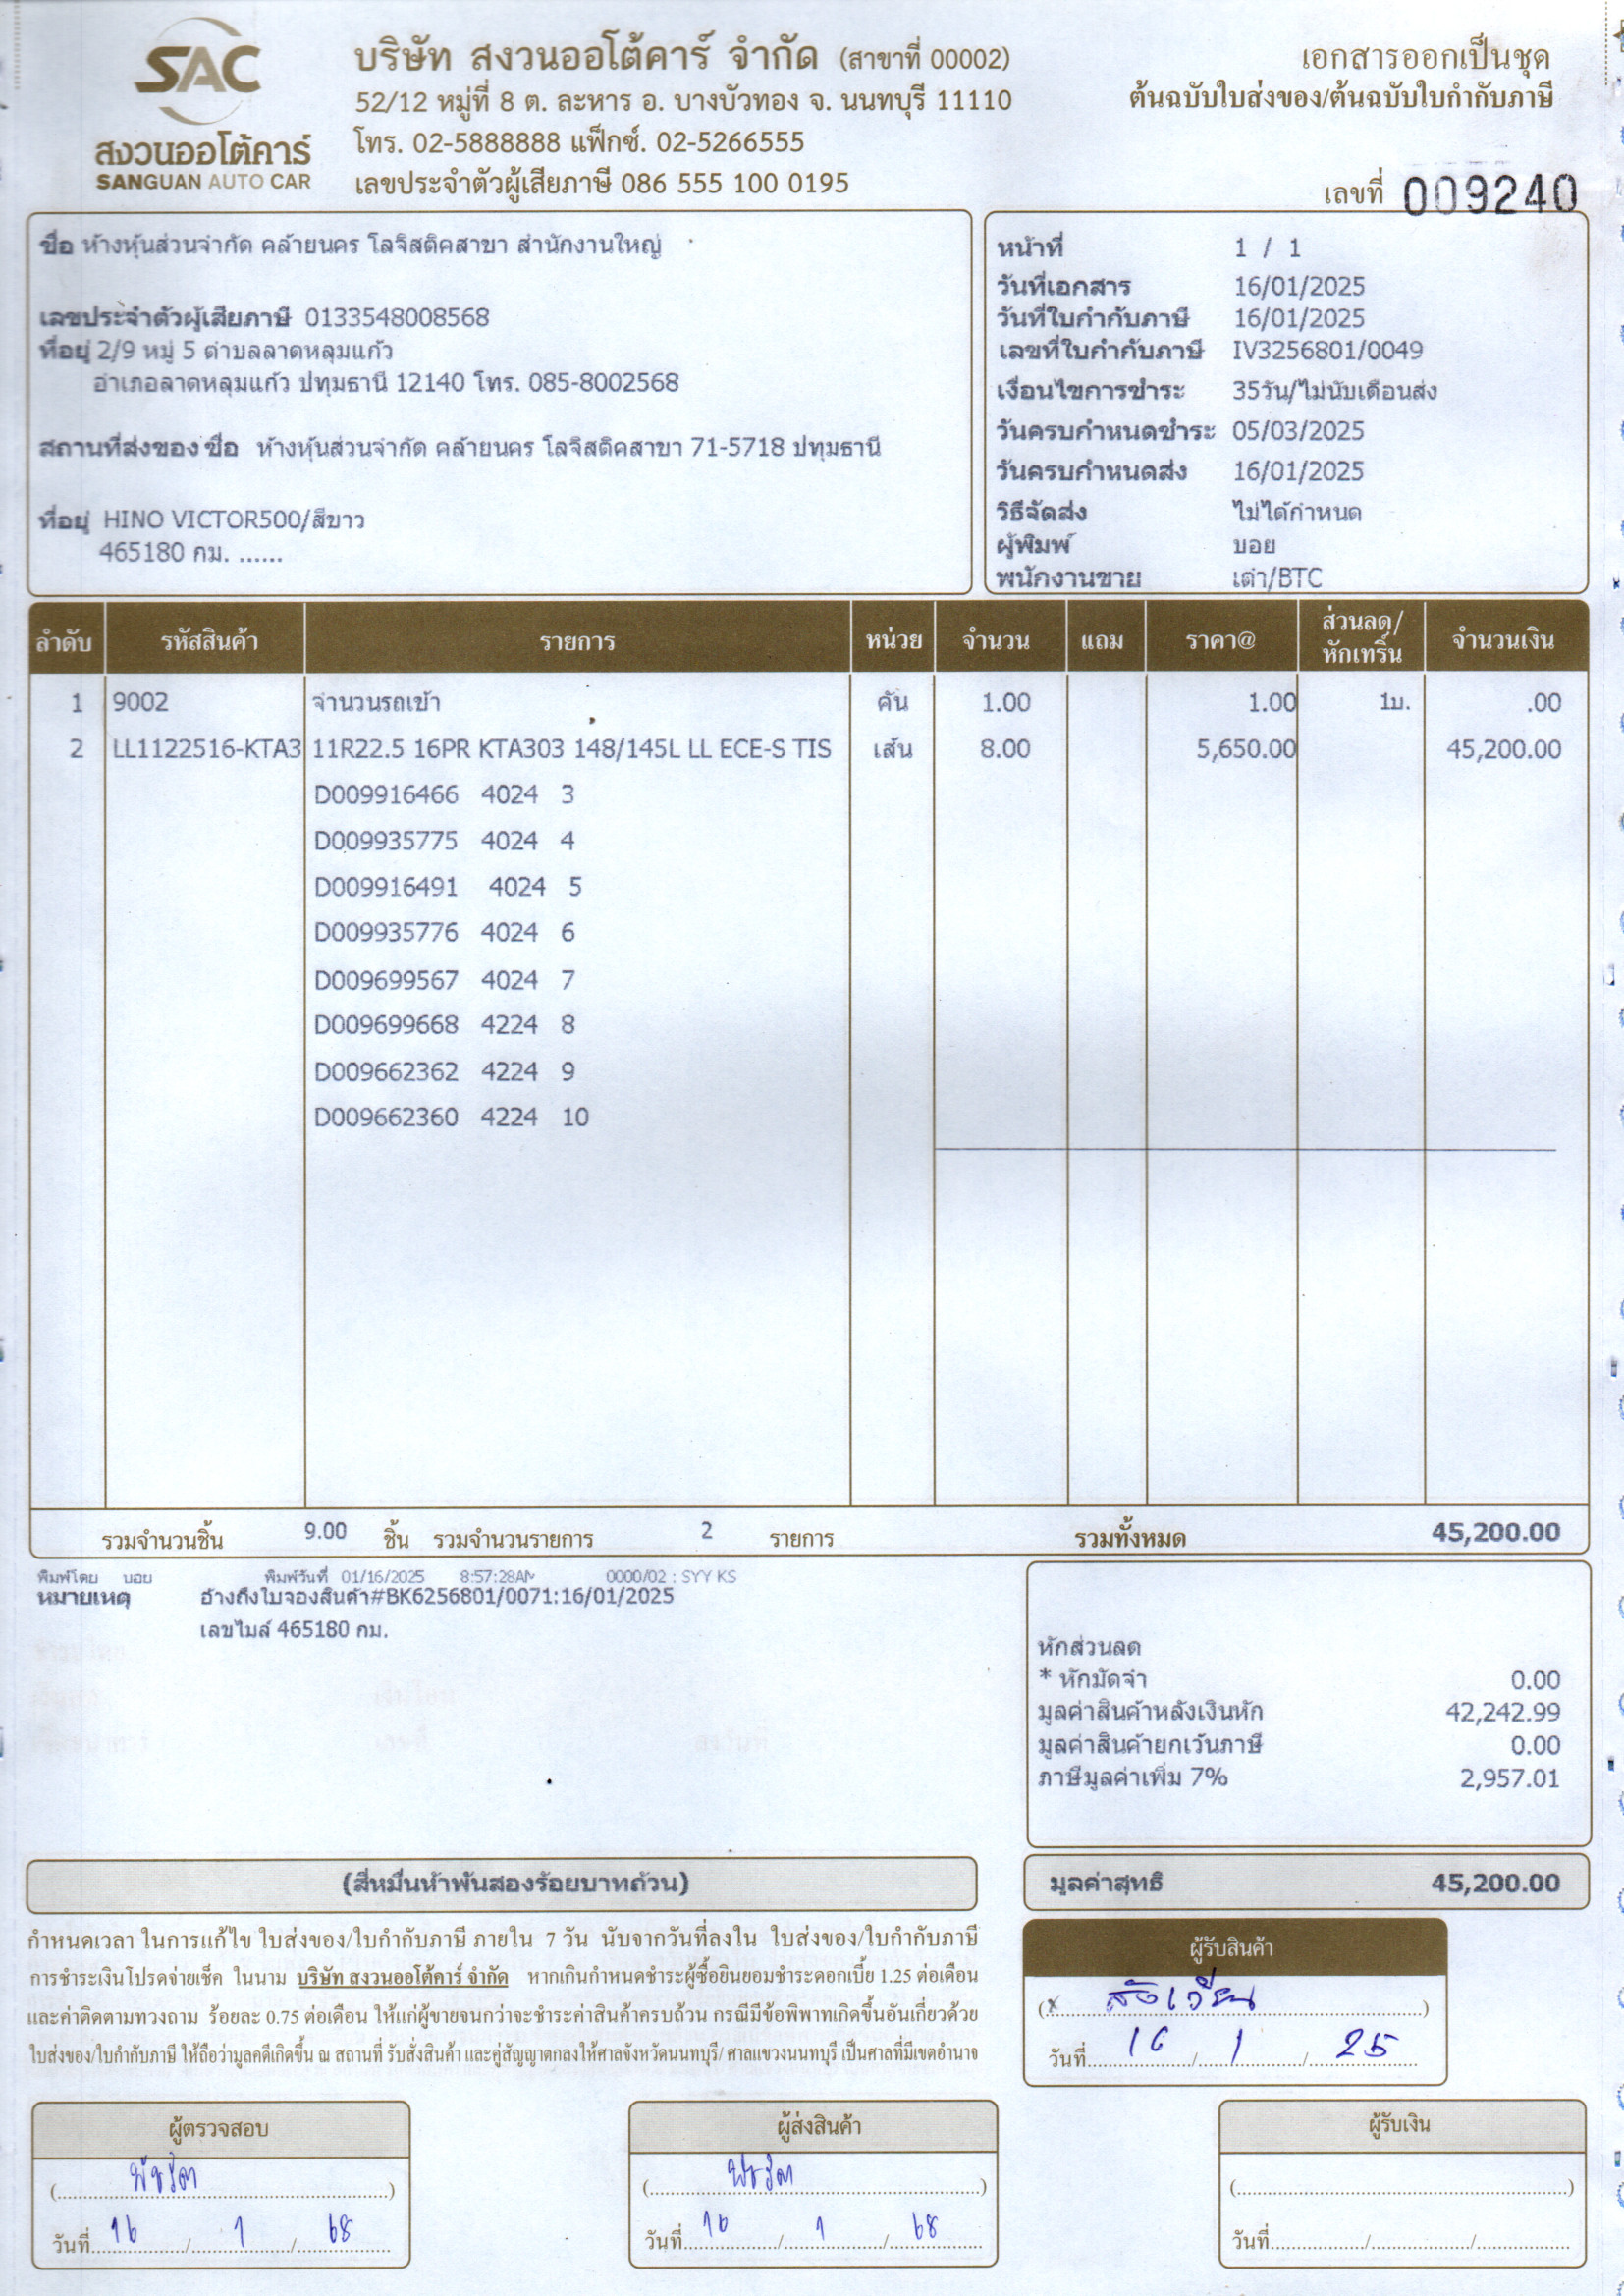 SAC
สงวนออโต้คาร์
SANGUAN AUTO CAR
บริษัท สงวนออโต้คาร์ จำกัด (สาขาที่ 00002)
52/12 หมู่ที่ 8 ต. ละหาร อ. บางบัวทอง จ. นนทบุรี 11110
โทร. 02-5888888 แฟ็กซ์. 02-5266555
เลขประจำตัวผู้เสียภาษี 086 555 100 0195
เอกสารออกเป็นชุด
ต้นฉบับใบส่งของ/ต้นฉบับใบกำกับภาษี
เลขที่ 009240
ชื่อ ห้างหุ้นส่วนจำกัด คล้ายนคร โลจิสติคสาขา สำนักงานใหญ่
เลขประจำตัวผู้เสียภาษี 0133548008568
ที่อยู่ 2/9 หมู่ 5 ตำบลลาดหลุมแก้ว
อำเภอลาดหลุมแก้ว ปทุมธานี 12140 โทร. 085-8002568
สถานที่ส่งของ ชื่อ ห้างหุ้นส่วนจำกัด คล้ายนคร โลจิสติคสาขา 71-5718 ปทุมธานี
ที่อยู่ HINO VICTOR500/สีขาว
465180 กม. ......
หน้าที่ 1 / 1
วันที่เอกสาร 16/01/2025
วันที่ใบกำกับภาษี 16/01/2025
เลขที่ใบกำกับภาษี IV3256801/0049
เงื่อนไขการชำระ 35วัน/ไม่นับเดือนส่ง
วันครบกำหนดชำระ 05/03/2025
วันครบกำหนดส่ง 16/01/2025
วิธีจัดส่ง ไม่ได้กำหนด
ผู้พิมพ์ บอย
พนักงานขาย เต่า/BTC
ลำดับ รหัสสินค้า รายการ หน่วย จำนวน แถม ราคา@ ส่วนลด/หักเทริ์น จำนวนเงิน
1 9002 จำนวนรถเข้า คัน 1.00 1.00 1บ. .00
2 LL1122516-KTA3 11R22.5 16PR KTA303 148/145L LL ECE-S TIS เส้น 8.00 5,650.00 45,200.00
D009916466 4024 3
D009935775 4024 4
D009916491 4024 5
D009935776 4024 6
D009699567 4024 7
D009699668 4224 8
D009662362 4224 9
D009662360 4224 10
รวมจำนวนชิ้น 9.00 ชิ้น รวมจำนวนรายการ 2 รายการ รวมทั้งหมด 45,200.00
พิมพ์โดย บอย พิมพ์วันที่ 01/16/2025 8:57:28AM 0000/02 : SYY KS
หมายเหตุ อ้างถึงใบจองสินค้า#BK6256801/0071:16/01/2025
เลขไมล์ 465180 กม.
หักส่วนลด
* หักมัดจำ 0.00
มูลค่าสินค้าหลังเงินหัก 42,242.99
มูลค่าสินค้ายกเว้นภาษี 0.00
ภาษีมูลค่าเพิ่ม 7% 2,957.01
(สี่หมื่นห้าพันสองร้อยบาทถ้วน)
มูลค่าสุทธิ 45,200.00
กำหนดเวลา ในการแก้ไข ใบส่งของ/ใบกำกับภาษี ภายใน 7 วัน นับจากวันที่ลงใน ใบส่งของ/ใบกำกับภาษี
การชำระเงินโปรดจ่ายเช็ค ในนาม บริษัท สงวนออโต้คาร์ จำกัด หากเกินกำหนดชำระผู้ซื้อยินยอมชำระดอกเบี้ย 1.25 ต่อเดือน
และค่าติดตามทวงถาม ร้อยละ 0.75 ต่อเดือน ให้แก่ผู้ขายจนกว่าจะชำระค่าสินค้าครบถ้วน กรณีมีข้อพิพาทเกิดขึ้นอันเกี่ยวด้วย
ใบส่งของ/ใบกำกับภาษี ให้ถือว่ามูลคดีเกิดขึ้น ณ สถานที่ รับสั่งสินค้า และคู่สัญญาตกลงให้ศาลจังหวัดนนทบุรี/ ศาลแขวงนนทบุรี เป็นศาลที่มีเขตอำนาจ
ผู้รับสินค้า
(x สังเวียน)
วันที่ 16 / 1 / 25
ผู้ตรวจสอบ
(พัชริดา)
วันที่ 16 / 1 / 68
ผู้ส่งสินค้า
(พัชริดา)
วันที่ 16 / 1 / 68
ผู้รับเงิน
(..........)
วันที่........../........../..........